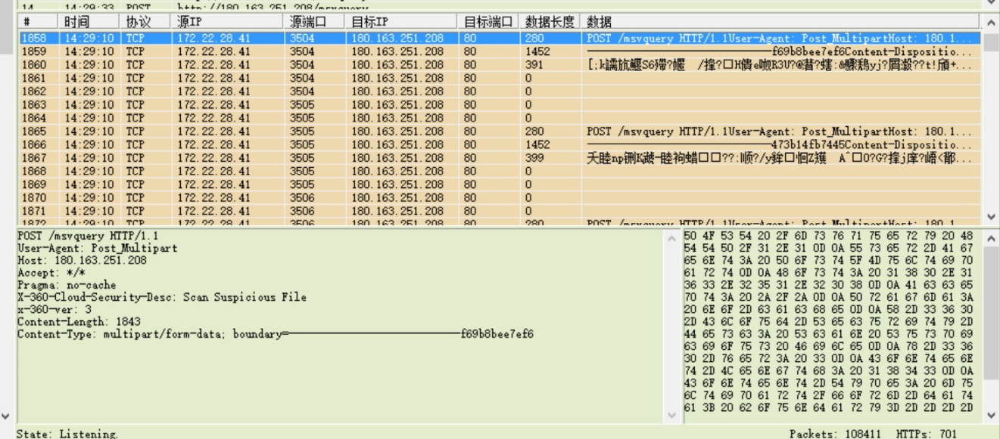 14 14:29:33 POST http://180.163.251.208/msvquery
# 时间 协议 源IP 源端口 目标IP 目标端口 数据长度 数据
1858 14:29:10 TCP 172.22.28.41 3504 180.163.251.208 80 280 POST /msvquery HTTP/1.1User-Agent: Post_MultipartHost: 180.1...
1859 14:29:10 TCP 172.22.28.41 3504 180.163.251.208 80 1452 f69b8bee7ef6Content-Dispositio...
1860 14:29:10 TCP 172.22.28.41 3504 180.163.251.208 80 391
1861 14:29:10 TCP 172.22.28.41 3504 180.163.251.208 80 0
1862 14:29:10 TCP 172.22.28.41 3504 180.163.251.208 80 0
1863 14:29:10 TCP 172.22.28.41 3505 180.163.251.208 80 0
1864 14:29:10 TCP 172.22.28.41 3505 180.163.251.208 80 0
1865 14:29:10 TCP 172.22.28.41 3505 180.163.251.208 80 280 POST /msvquery HTTP/1.1User-Agent: Post_MultipartHost: 180.1...
1866 14:29:10 TCP 172.22.28.41 3505 180.163.251.208 80 1452 473b14fb7445Content-Dispositio...
1867 14:29:10 TCP 172.22.28.41 3505 180.163.251.208 80 399
1868 14:29:10 TCP 172.22.28.41 3505 180.163.251.208 80 0
1869 14:29:10 TCP 172.22.28.41 3505 180.163.251.208 80 0
1870 14:29:10 TCP 172.22.28.41 3506 180.163.251.208 80 0
1871 14:29:10 TCP 172.22.28.41 3506 180.163.251.208 80 0
1872 14:29:10 TCP 172.22.28.41 3506 180.163.251.208 80 280 POST /msvquery HTTP/1.1User-Agent: Post_MultipartHost: 180.1
POST /msvquery HTTP/1.1
User-Agent: Post_Multipart
Host: 180.163.251.208
Accept: */*
Pragma: no-cache
X-360-Cloud-Security-Desc: Scan Suspicious File
x-360-ver: 3
Content-Length: 1843
Content-Type: multipart/form-data; boundary=————————————————f69b8bee7ef6
50 4F 53 54 20 2F 6D 73 76 71 75 65 72 79 20 48
54 54 50 2F 31 2E 31 0D 0A 55 73 65 72 2D 41 67
65 6E 74 3A 20 50 6F 73 74 5F 4D 75 6C 74 69 70
61 72 74 0D 0A 48 6F 73 74 3A 20 31 38 30 2E 31
36 33 2E 32 35 31 2E 32 30 38 0D 0A 41 63 63 65
70 74 3A 20 2A 2F 2A 0D 0A 50 72 61 67 6D 61 3A
20 6E 6F 2D 63 61 63 68 65 0D 0A 58 2D 33 36 30
2D 43 6C 6F 75 64 2D 53 65 63 75 72 69 74 79 2D
44 65 73 63 3A 20 53 63 61 6E 20 53 75 73 70 69
63 69 6F 75 73 20 46 69 6C 65 0D 0A 78 2D 33 36
30 2D 76 65 72 3A 20 33 0D 0A 43 6F 6E 74 65 6E
74 2D 4C 65 6E 67 74 68 3A 20 31 38 34 33 0D 0A
43 6F 6E 74 65 6E 74 2D 54 79 70 65 3A 20 6D 75
6C 74 69 70 61 72 74 2F 66 6F 72 6D 2D 64 61 74
61 3B 20 62 6F 75 6E 64 61 72 79 3D 2D 2D 2D 2D
State: Listening.
Packets: 108411 HTTPs: 701